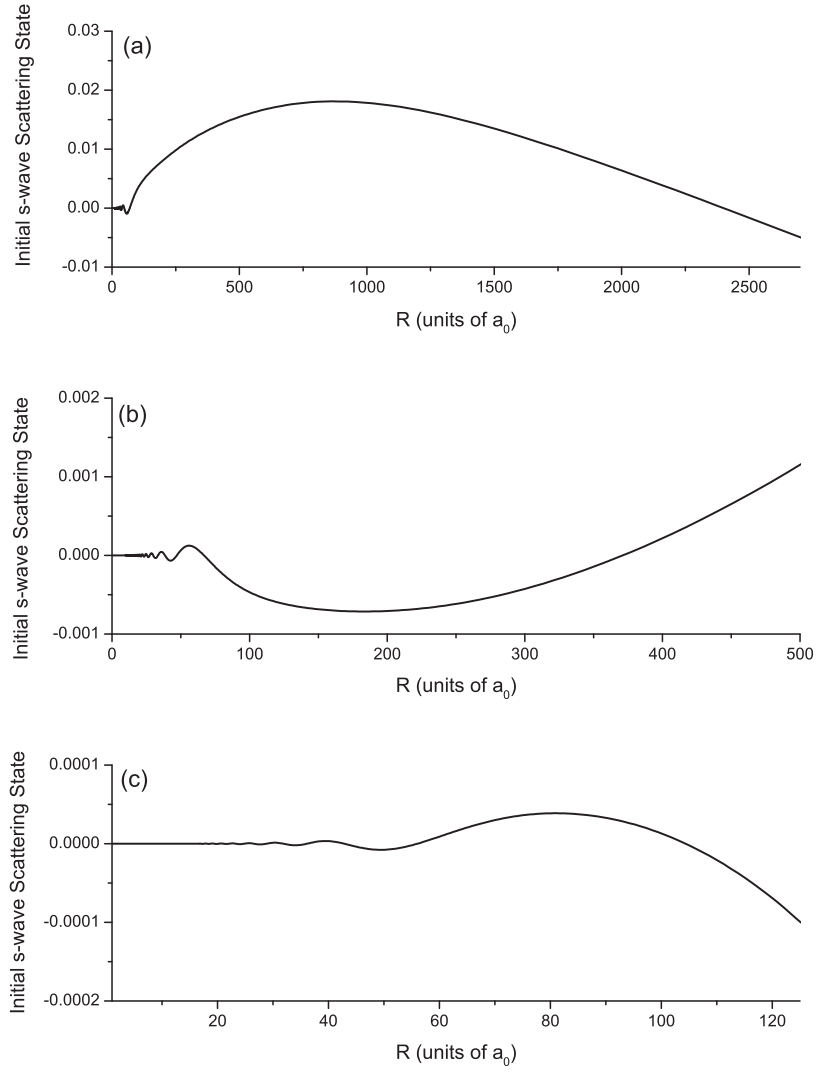 (a)
Initial s-wave Scattering State
0.03
0.02
0.01
0.00
-0.01
0 500 1000 1500 2000 2500
R (units of a0)
(b)
Initial s-wave Scattering State
0.002
0.001
0.000
-0.001
0 100 200 300 400 500
R (units of a0)
(c)
Initial s-wave Scattering State
0.0001
0.0000
-0.0001
-0.0002
20 40 60 80 100 120
R (units of a0)